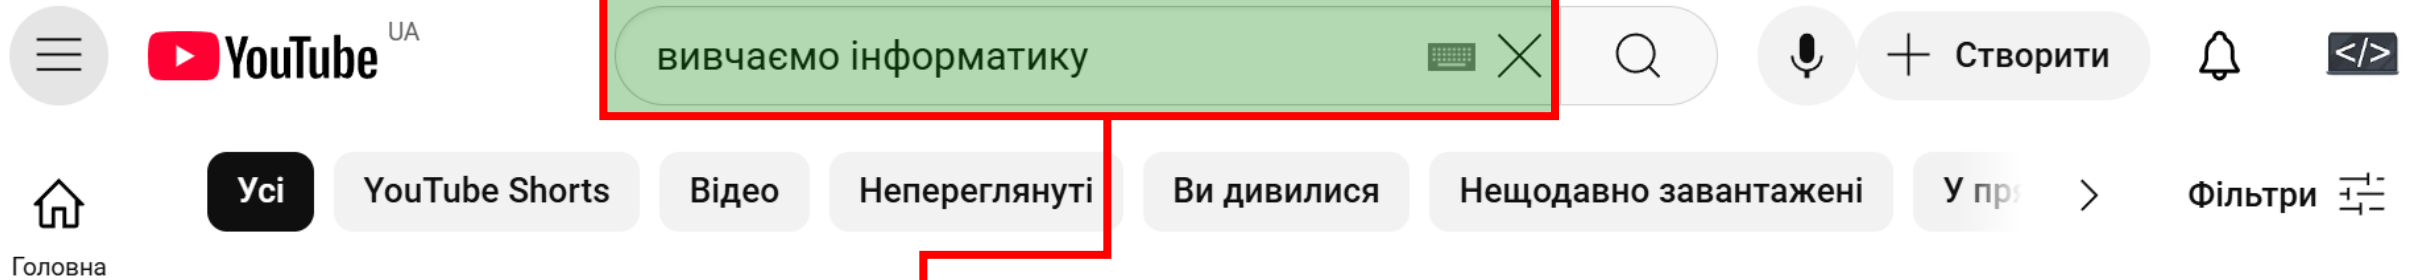 YouTube UA
вивчаємо інформатику
Створити
</>
Усі YouTube Shorts Відео Непереглянуті Ви дивилися Нещодавно завантажені У Фільтри
Головна